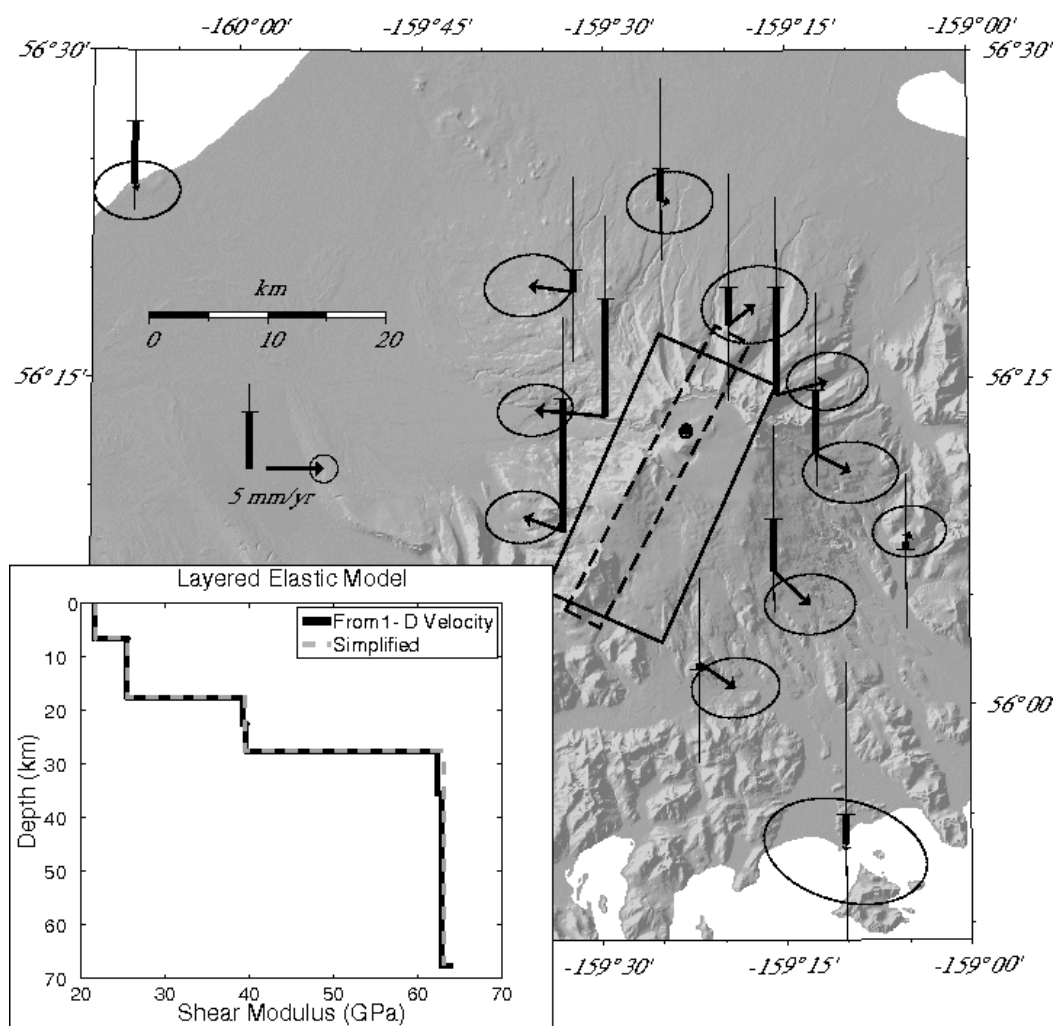 -160°00' -159°45' -159°30' -159°15' -159°00'
56°30' 56°30'
km
0 10 20
56°15' 56°15'
5 mm/yr
Layered Elastic Model
From 1- D Velocity
Simplified
0
10
20
30
40
50
60
70
Depth (km)
20 30 40 50 60 70
Shear Modulus (GPa)
56°00'
-159°30' -159°15' -159°00'